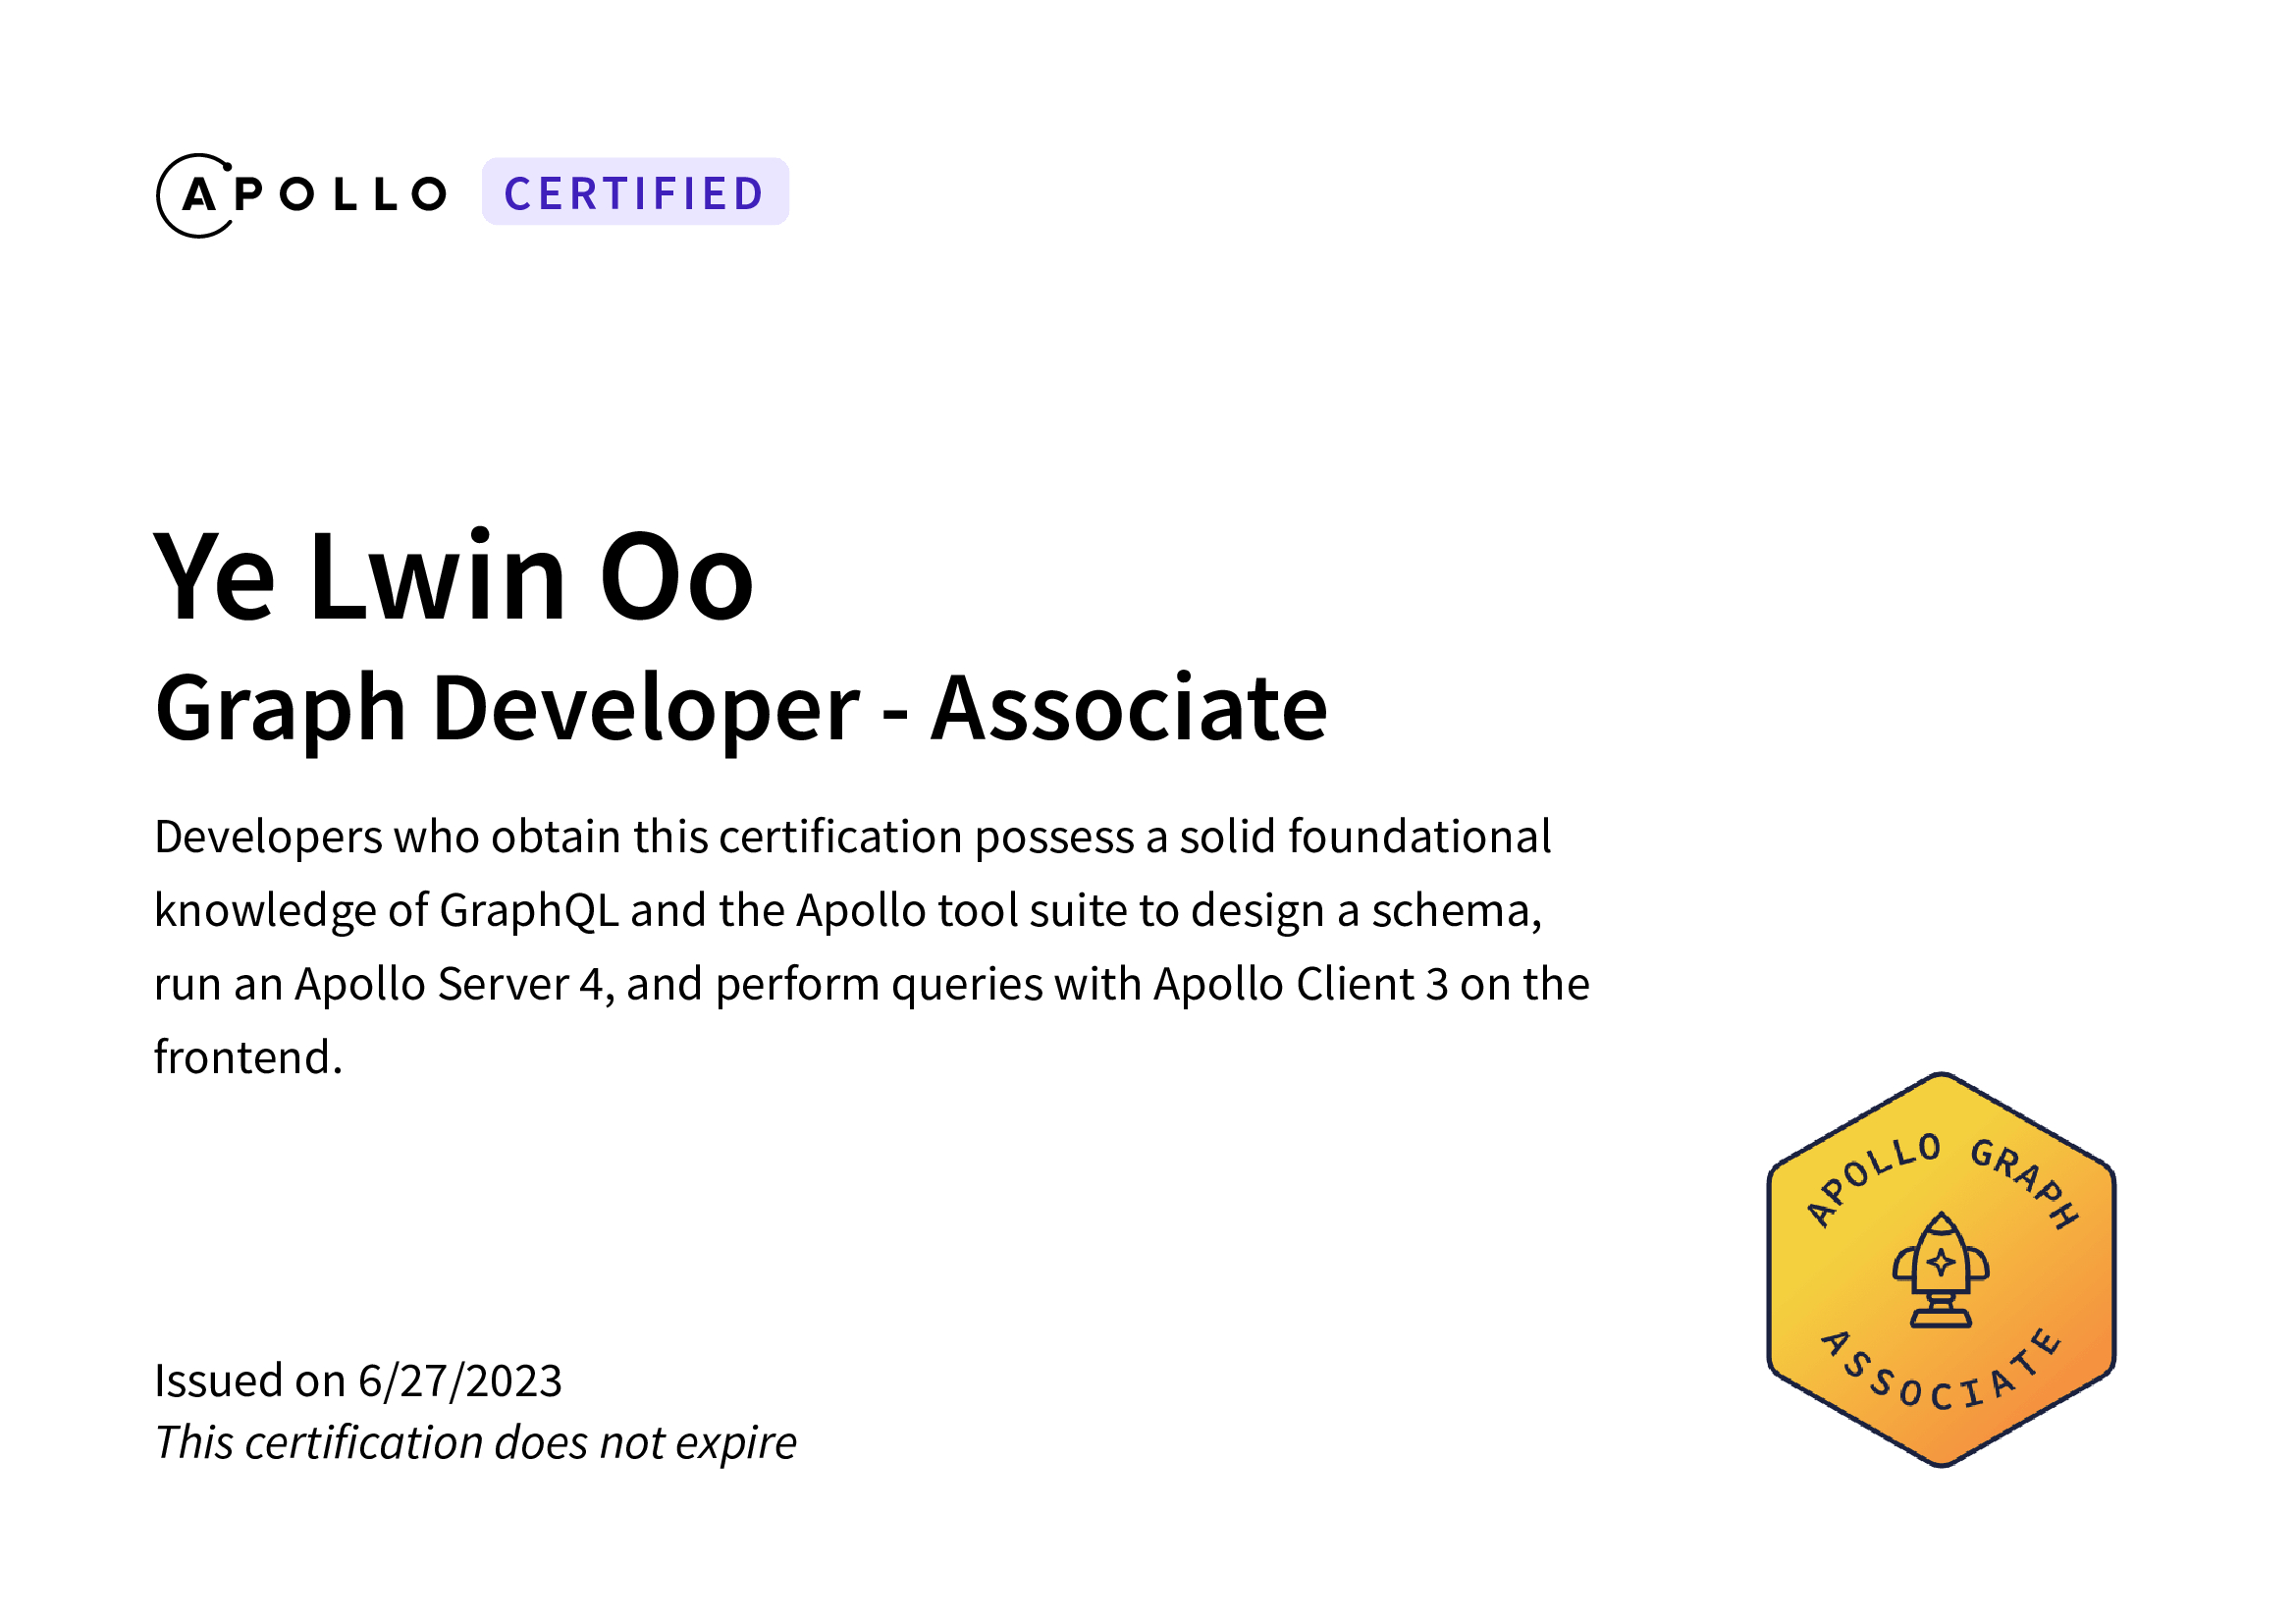 APOLLO CERTIFIED
Ye Lwin Oo
Graph Developer - Associate
Developers who obtain this certification possess a solid foundational
knowledge of GraphQL and the Apollo tool suite to design a schema,
run an Apollo Server 4, and perform queries with Apollo Client 3 on the
frontend.
APOLLO GRAPH
ASSOCIATE
Issued on 6/27/2023
This certification does not expire